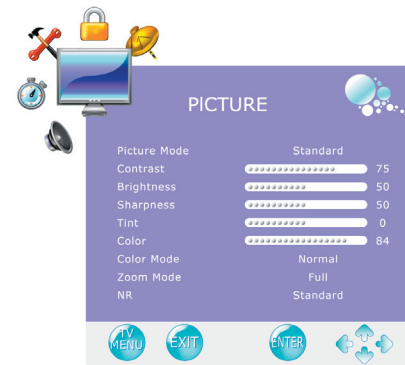 PICTURE
Picture Mode Standard
Contrast 75
Brightness 50
Sharpness 50
Tint 0
Color 84
Color Mode Normal
Zoom Mode Full
NR Standard
TV MENU EXIT ENTER